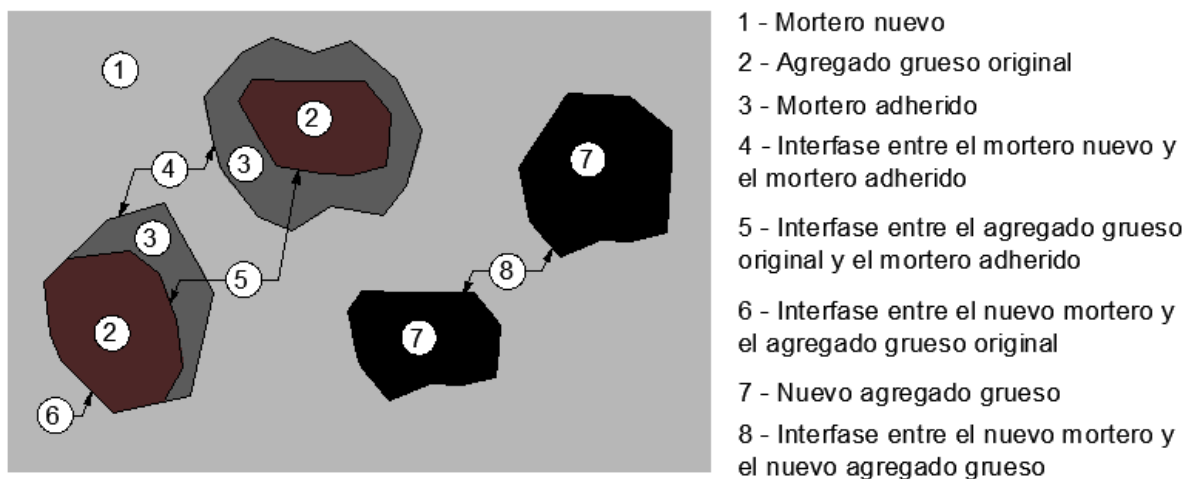 1
2
3
4
3
5
2
6
7
8
7
1 - Mortero nuevo
2 - Agregado grueso original
3 - Mortero adherido
4 - Interfase entre el mortero nuevo y
el mortero adherido
5 - Interfase entre el agregado grueso
original y el mortero adherido
6 - Interfase entre el nuevo mortero y
el agregado grueso original
7 - Nuevo agregado grueso
8 - Interfase entre el nuevo mortero y
el nuevo agregado grueso